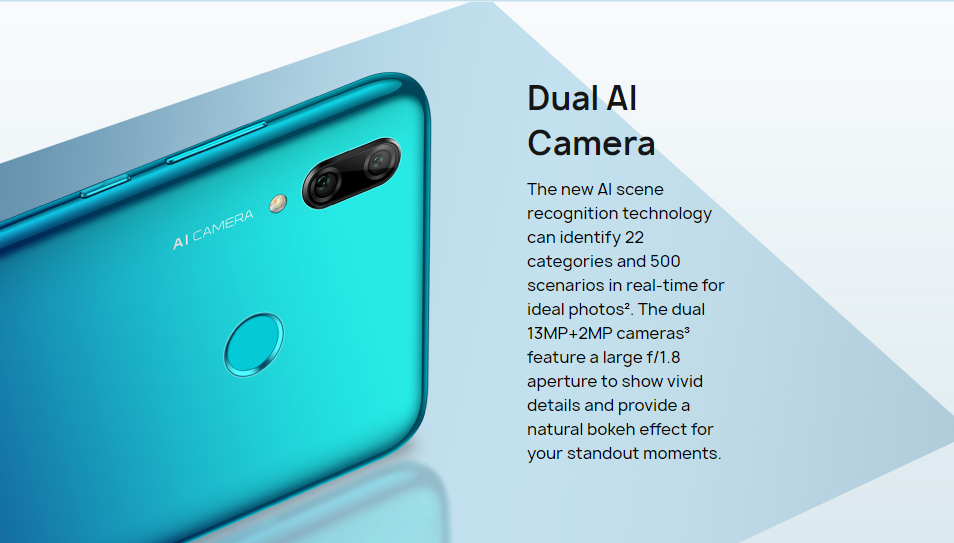 Dual AI
Camera
The new AI scene
recognition technology
can identify 22
categories and 500
scenarios in real-time for
ideal photos². The dual
13MP+2MP cameras³
feature a large f/1.8
aperture to show vivid
details and provide a
natural bokeh effect for
your standout moments.
AI CAMERA